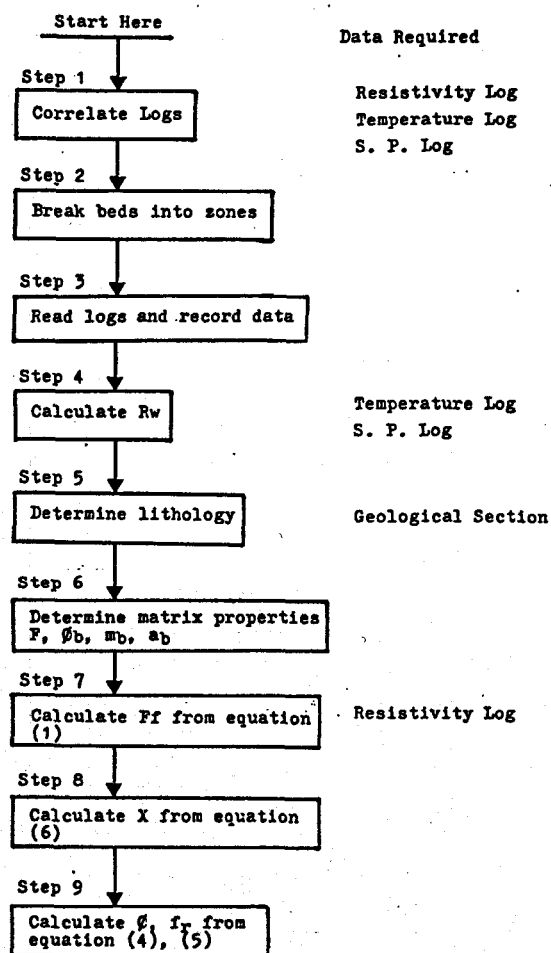 Start Here
Data Required
Step 1
Correlate Logs
Resistivity Log
Temperature Log
S. P. Log
Step 2
Break beds into zones
Step 3
Read logs and record data
Step 4
Calculate Rw
Temperature Log
S. P. Log
Step 5
Determine lithology
Geological Section
Step 6
Determine matrix properties
F, Øb, mb, ab
Step 7
Calculate Ff from equation
(1)
Resistivity Log
Step 8
Calculate X from equation
(6)
Step 9
Calculate Ø, fr from
equation (4), (5)